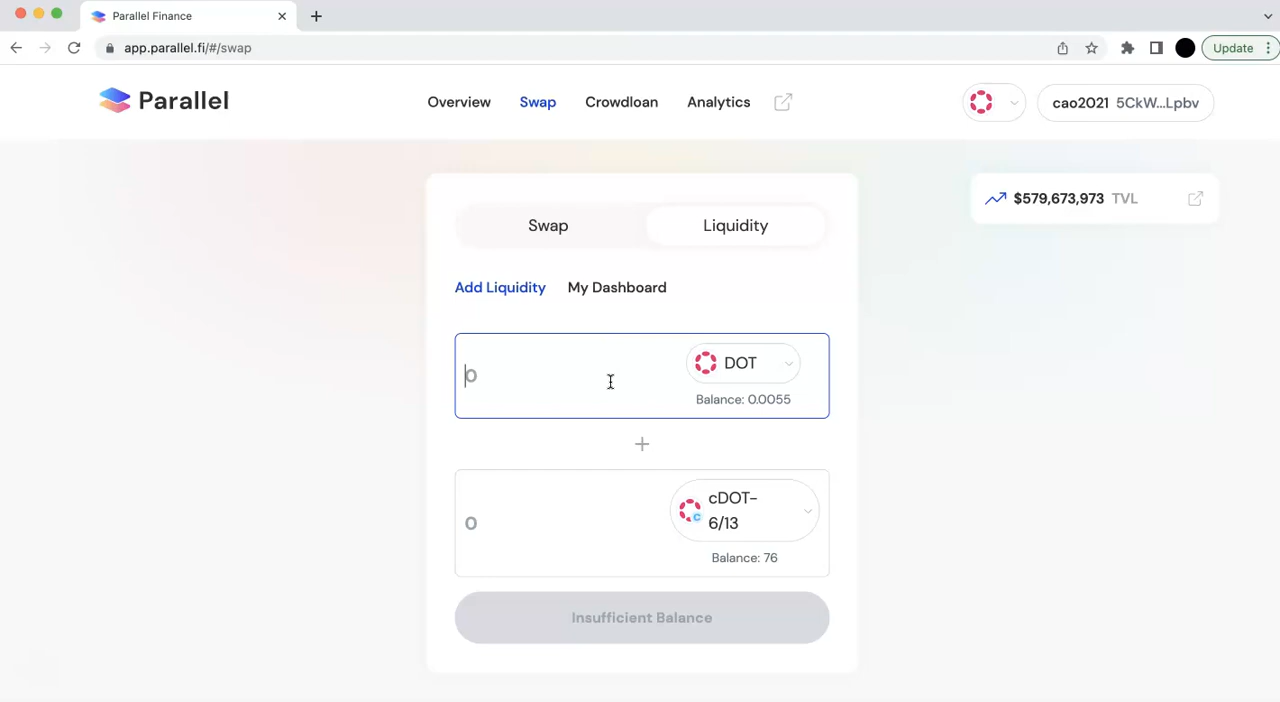 Parallel Finance
app.parallel.fi/#/swap
Update
Parallel
Overview Swap Crowdloan Analytics
cao2021 5CkW...Lpbv
$579,673,973 TVL
Swap Liquidity
Add Liquidity My Dashboard
0
DOT
Balance: 0.0055
+
0
cDOT-
6/13
C
Balance: 76
Insufficient Balance